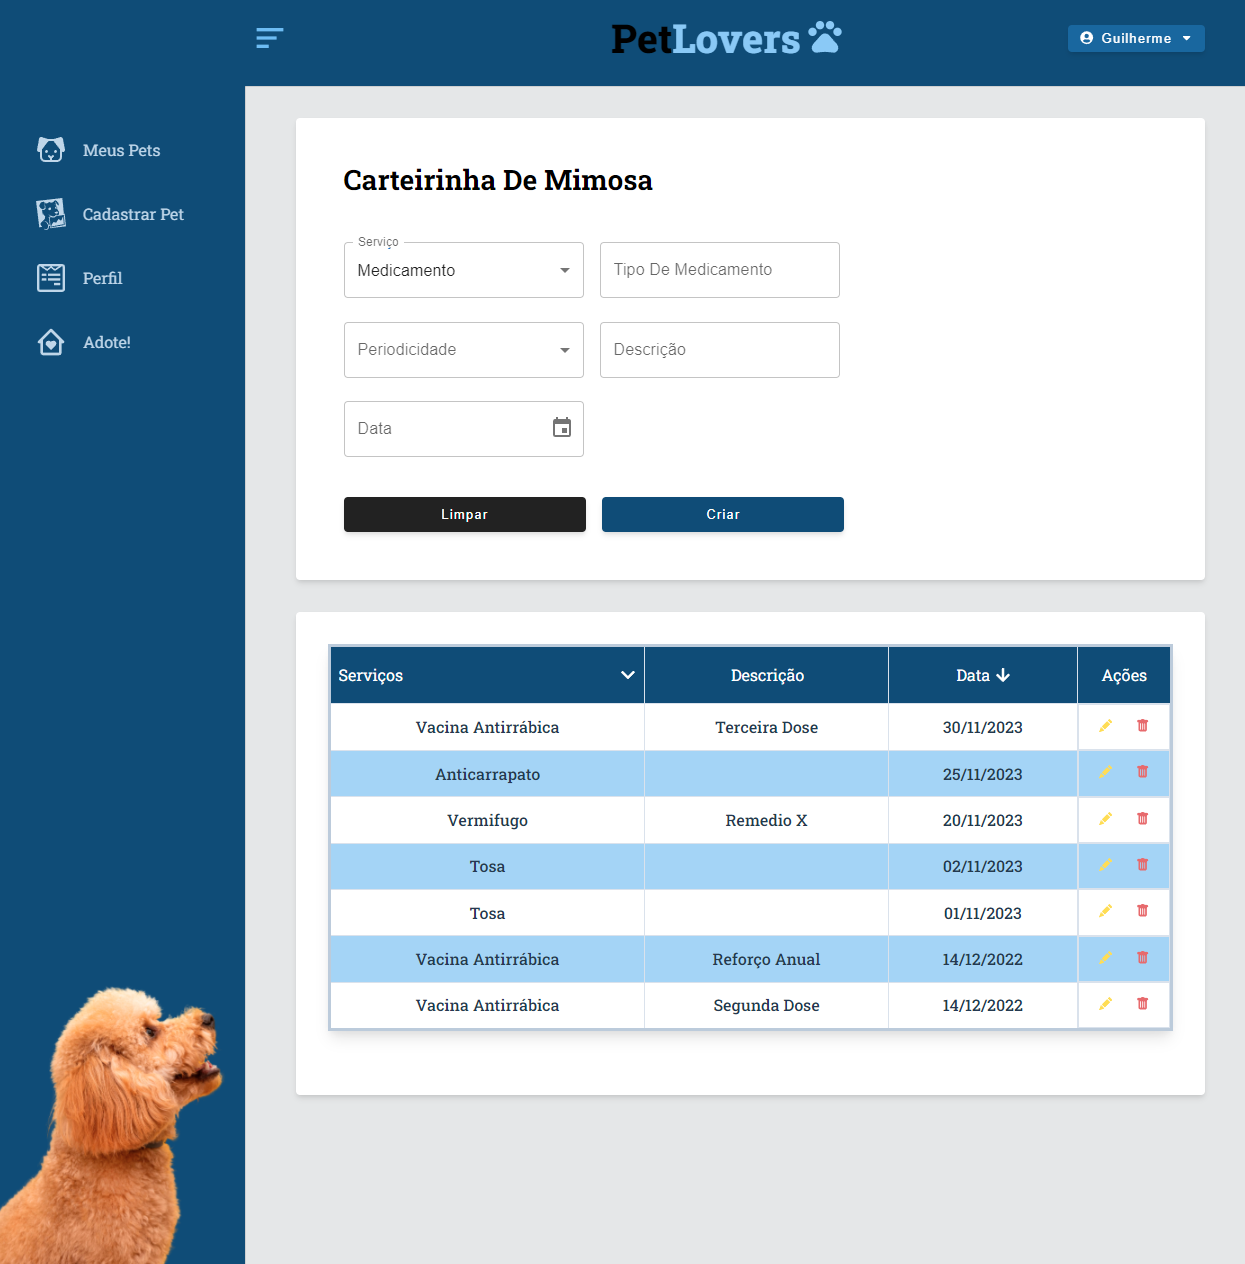 PetLovers
Guilherme
Meus Pets
Cadastrar Pet
Perfil
Adote!
Carteirinha De Mimosa
Serviço
Medicamento
Tipo De Medicamento
Periodicidade
Descrição
Data
Limpar
Criar
Serviços Descrição Data Ações
Vacina Antirrábica Terceira Dose 30/11/2023
Anticarrapato 25/11/2023
Vermifugo Remedio X 20/11/2023
Tosa 02/11/2023
Tosa 01/11/2023
Vacina Antirrábica Reforço Anual 14/12/2022
Vacina Antirrábica Segunda Dose 14/12/2022